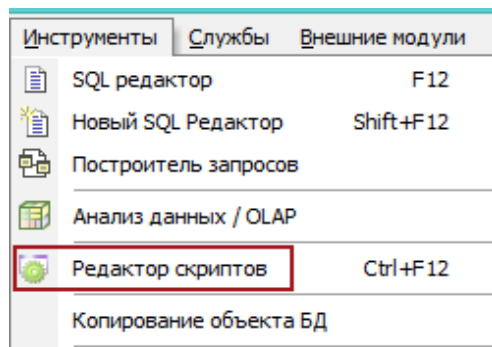 Инструменты Службы Внешние модули
SQL редактор F12
Новый SQL Редактор Shift+F12
Построитель запросов
Анализ данных / OLAP
Редактор скриптов Ctrl+F12
Копирование объекта БД